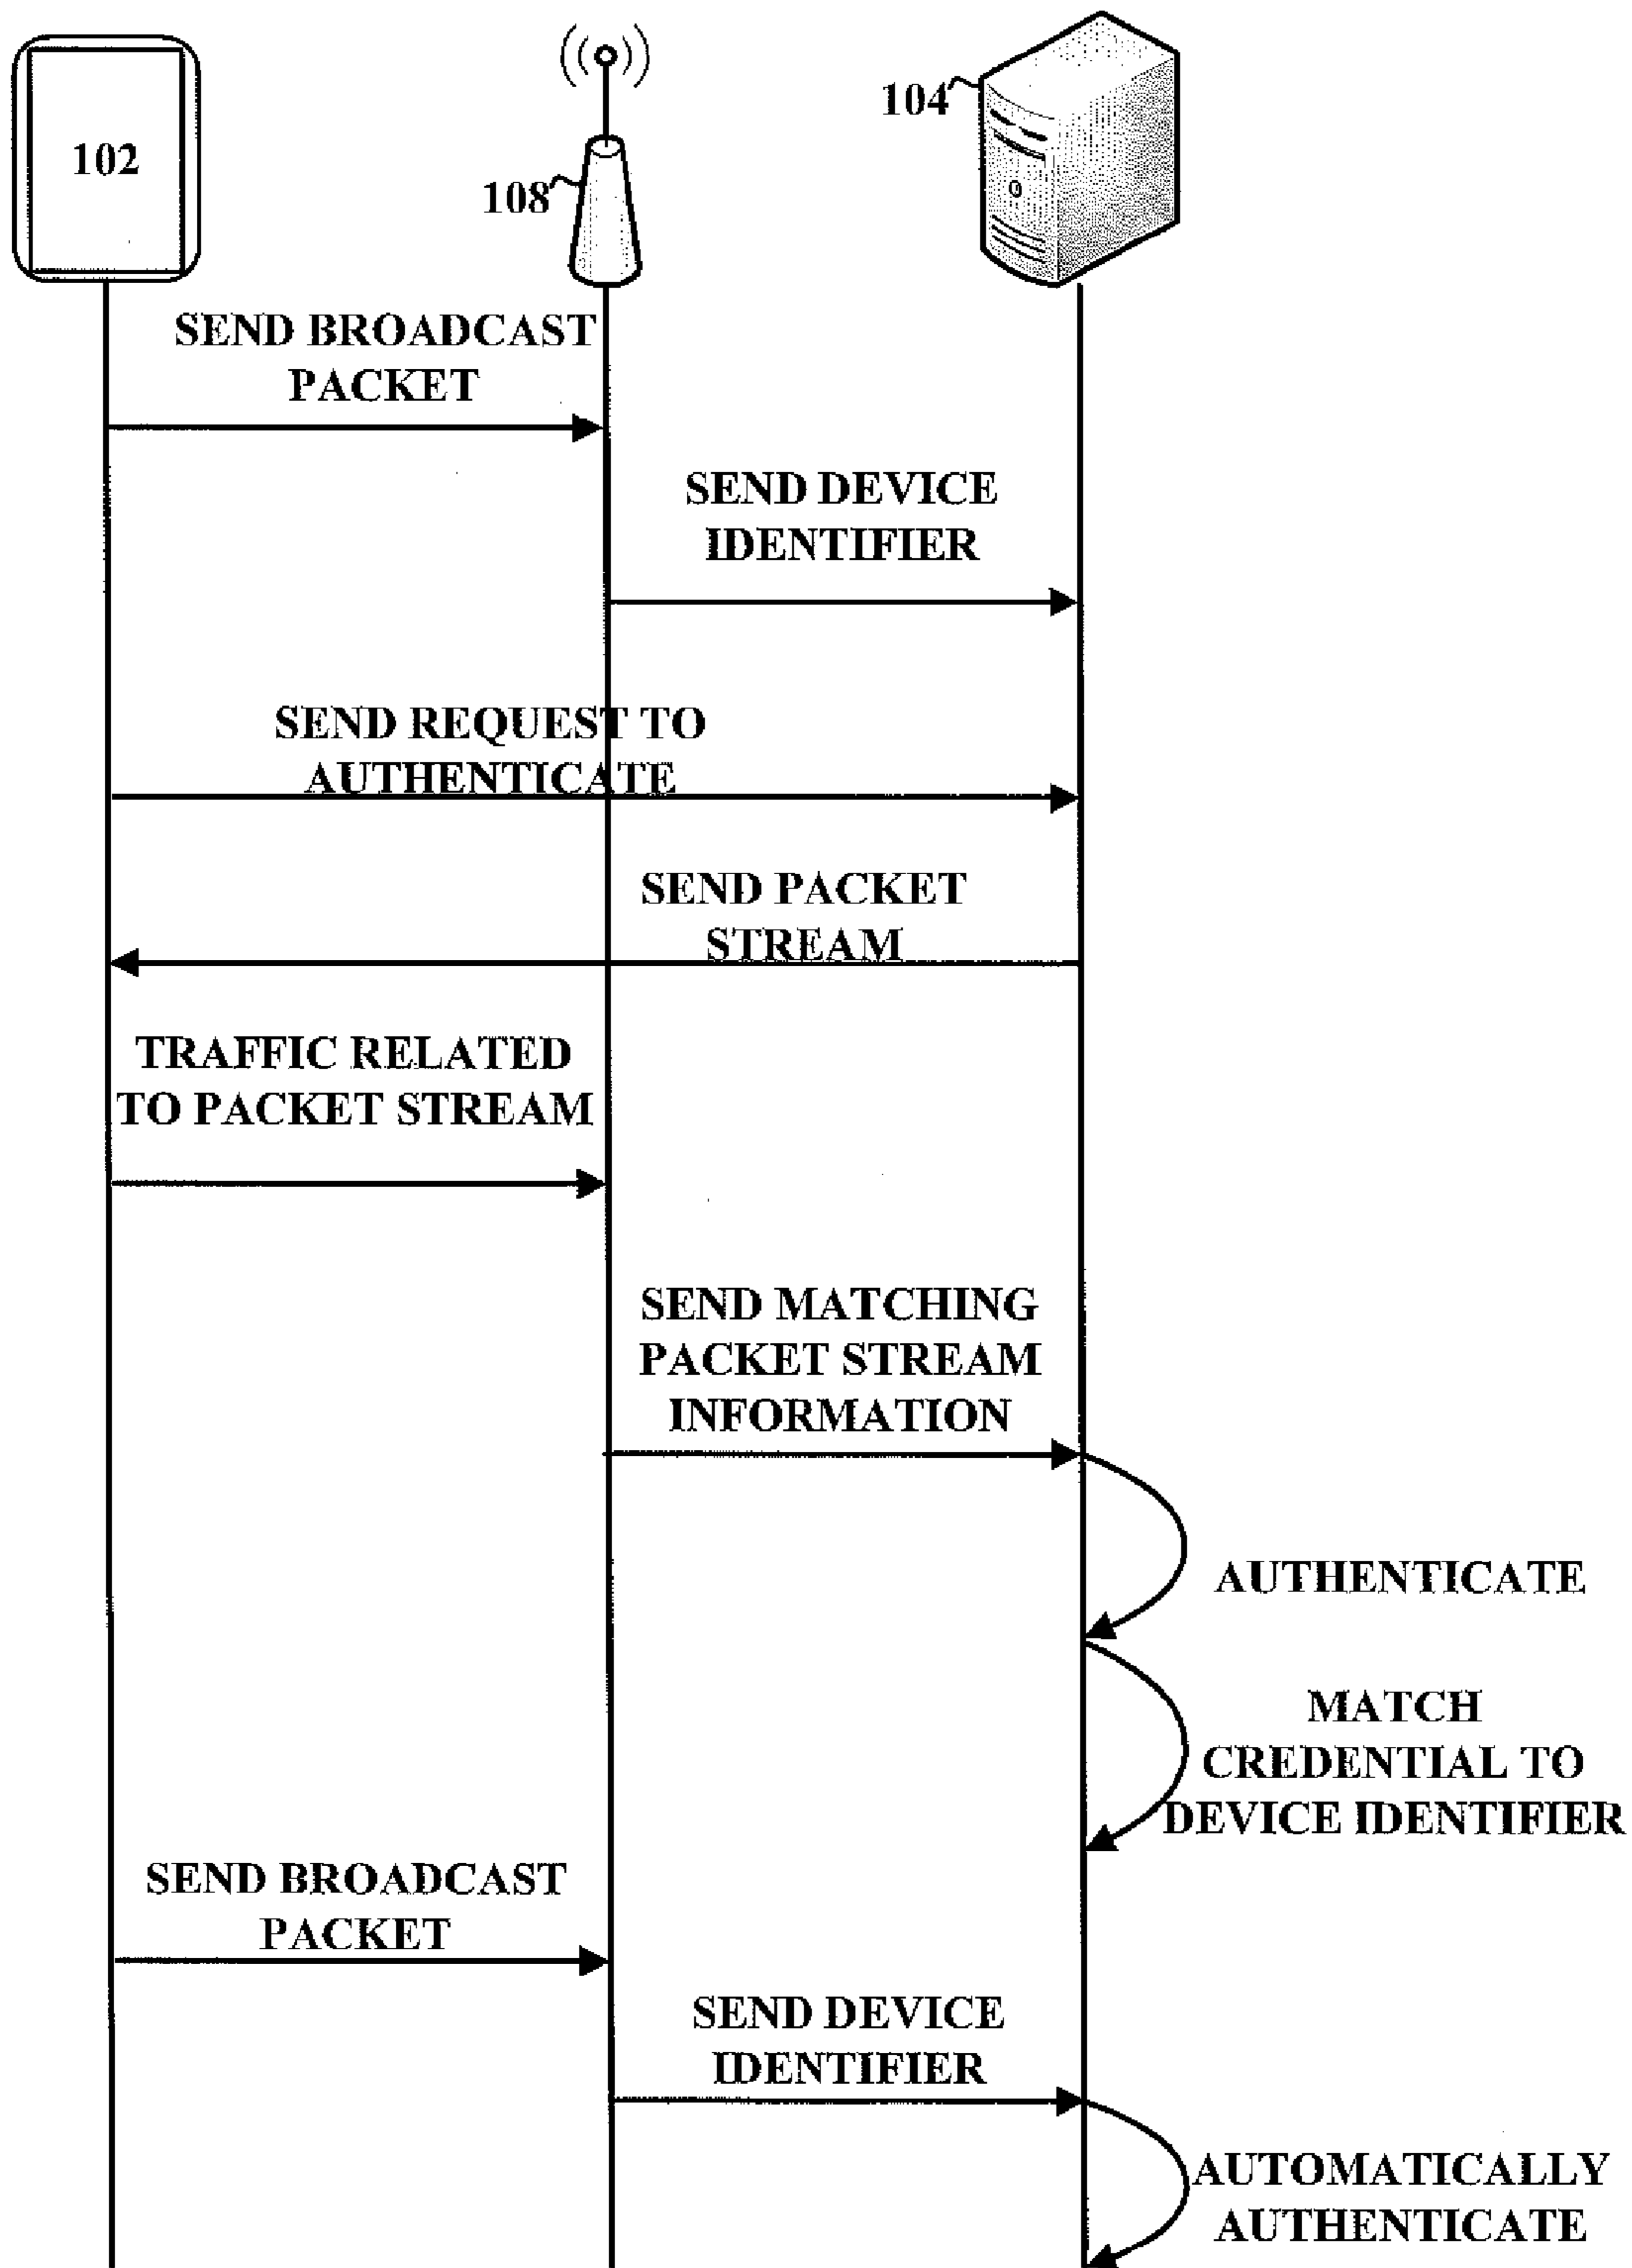 102
108
104
SEND BROADCAST
PACKET
SEND DEVICE
IDENTIFIER
SEND REQUEST TO
AUTHENTICATE
SEND PACKET
STREAM
TRAFFIC RELATED
TO PACKET STREAM
SEND MATCHING
PACKET STREAM
INFORMATION
AUTHENTICATE
MATCH
CREDENTIAL TO
DEVICE IDENTIFIER
SEND BROADCAST
PACKET
SEND DEVICE
IDENTIFIER
AUTOMATICALLY
AUTHENTICATE